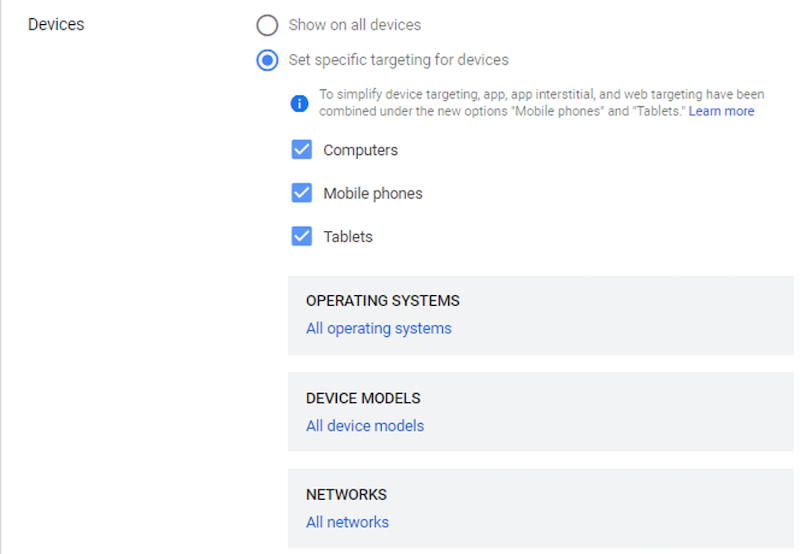 Devices
Show on all devices
Set specific targeting for devices
To simplify device targeting, app, app interstitial, and web targeting have been
combined under the new options "Mobile phones" and "Tablets." Learn more
Computers
Mobile phones
Tablets
OPERATING SYSTEMS
All operating systems
DEVICE MODELS
All device models
NETWORKS
All networks